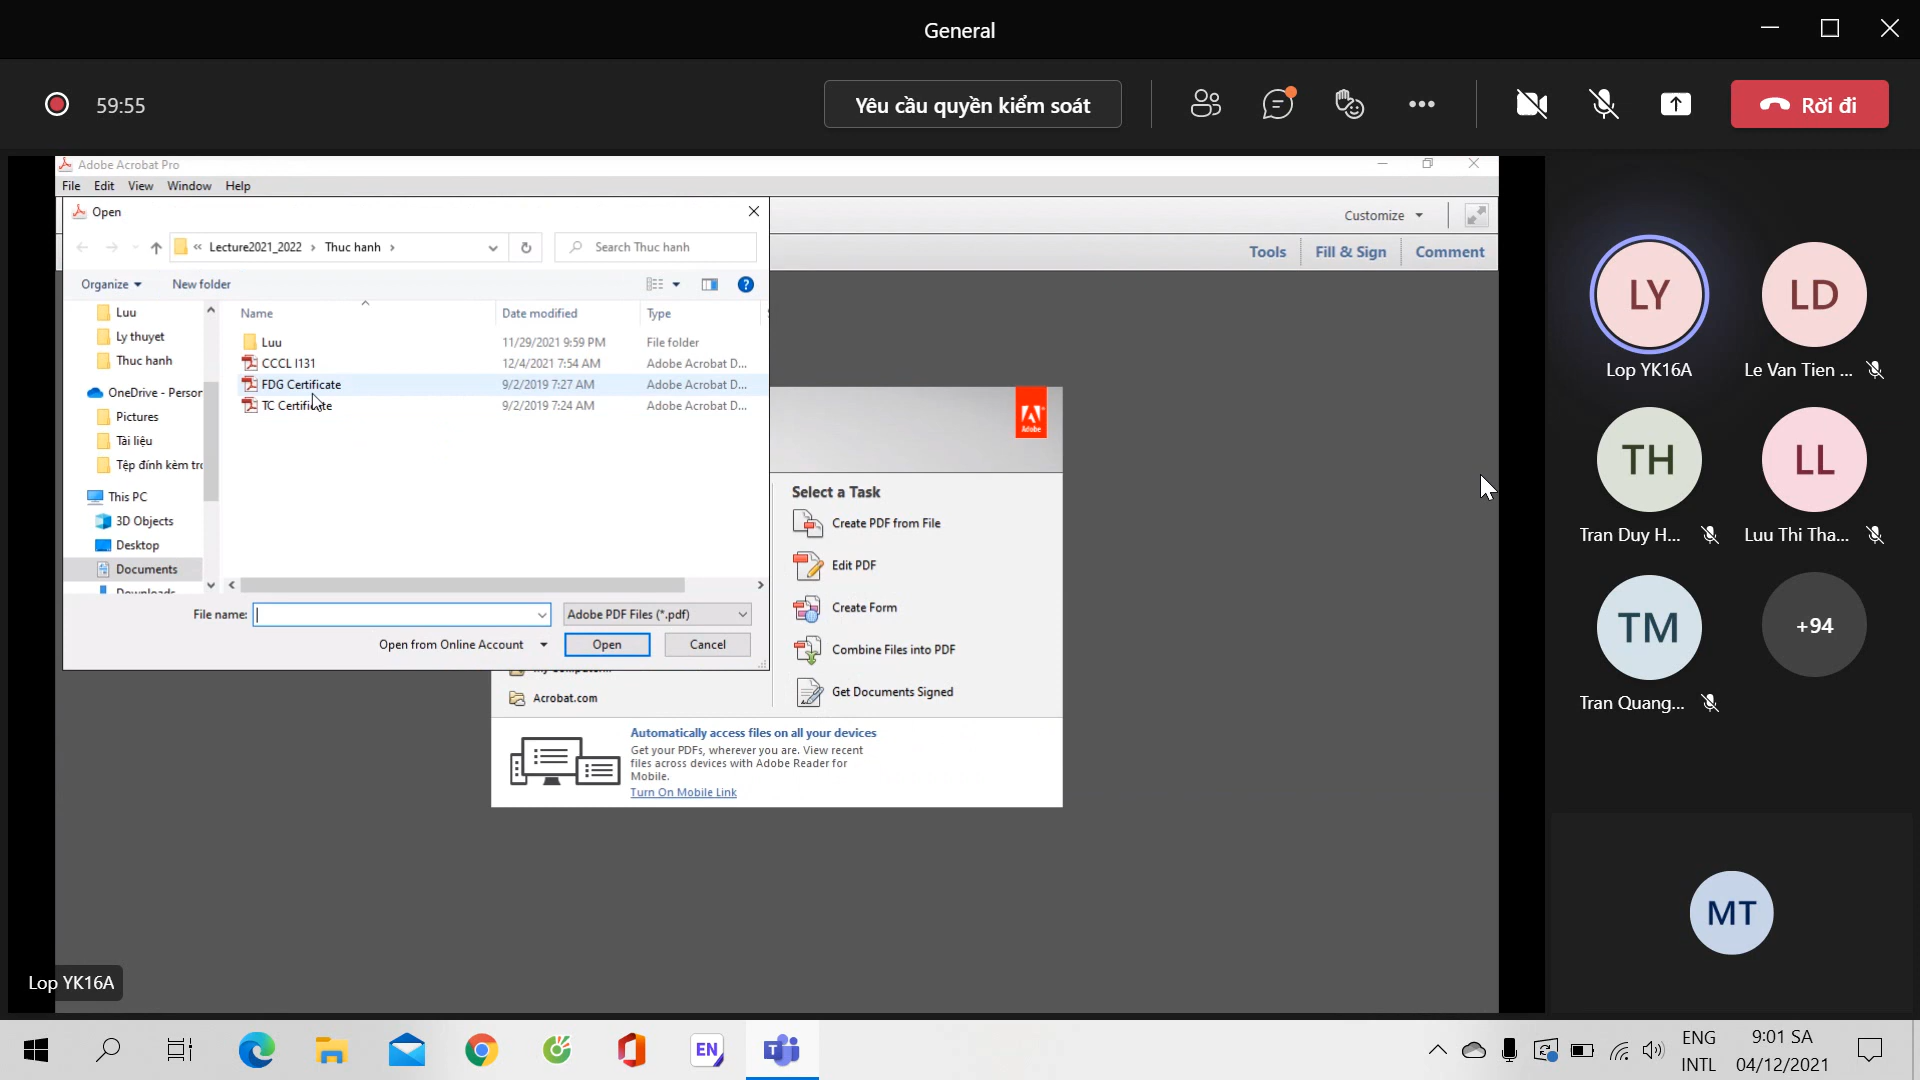 General
59:55
Yêu cầu quyền kiểm soát
Rời đi
Adobe Acrobat Pro
File Edit View Window Help
Open
Customize
« Lecture2021_2022 › Thuc hanh ›
Search Thuc hanh
Tools Fill & Sign Comment
Organize New folder
Name Date modified Type
Luu
Ly thuyet
Thuc hanh
OneDrive - Person
Pictures
Tài liệu
Tệp đính kèm trc
This PC
3D Objects
Desktop
Documents
Downloads
Luu 11/29/2021 9:59 PM File folder
CCCL I131 12/4/2021 7:54 AM Adobe Acrobat D...
FDG Certificate 9/2/2019 7:27 AM Adobe Acrobat D...
TC Certificate 9/2/2019 7:24 AM Adobe Acrobat D...
File name:
Adobe PDF Files (*.pdf)
Open from Online Account
Open
Cancel
Adobe
Select a Task
Create PDF from File
Edit PDF
Create Form
Combine Files into PDF
Get Documents Signed
My Computer...
Acrobat.com
Automatically access files on all your devices
Get your PDFs, wherever you are. View recent
files across devices with Adobe Reader for
Mobile.
Turn On Mobile Link
Lop YK16A
LY
Lop YK16A
LD
Le Van Tien ...
TH
Tran Duy H...
LL
Luu Thi Tha...
TM
Tran Quang...
+94
MT
EN
ENG
INTL
9:01 SA
04/12/2021